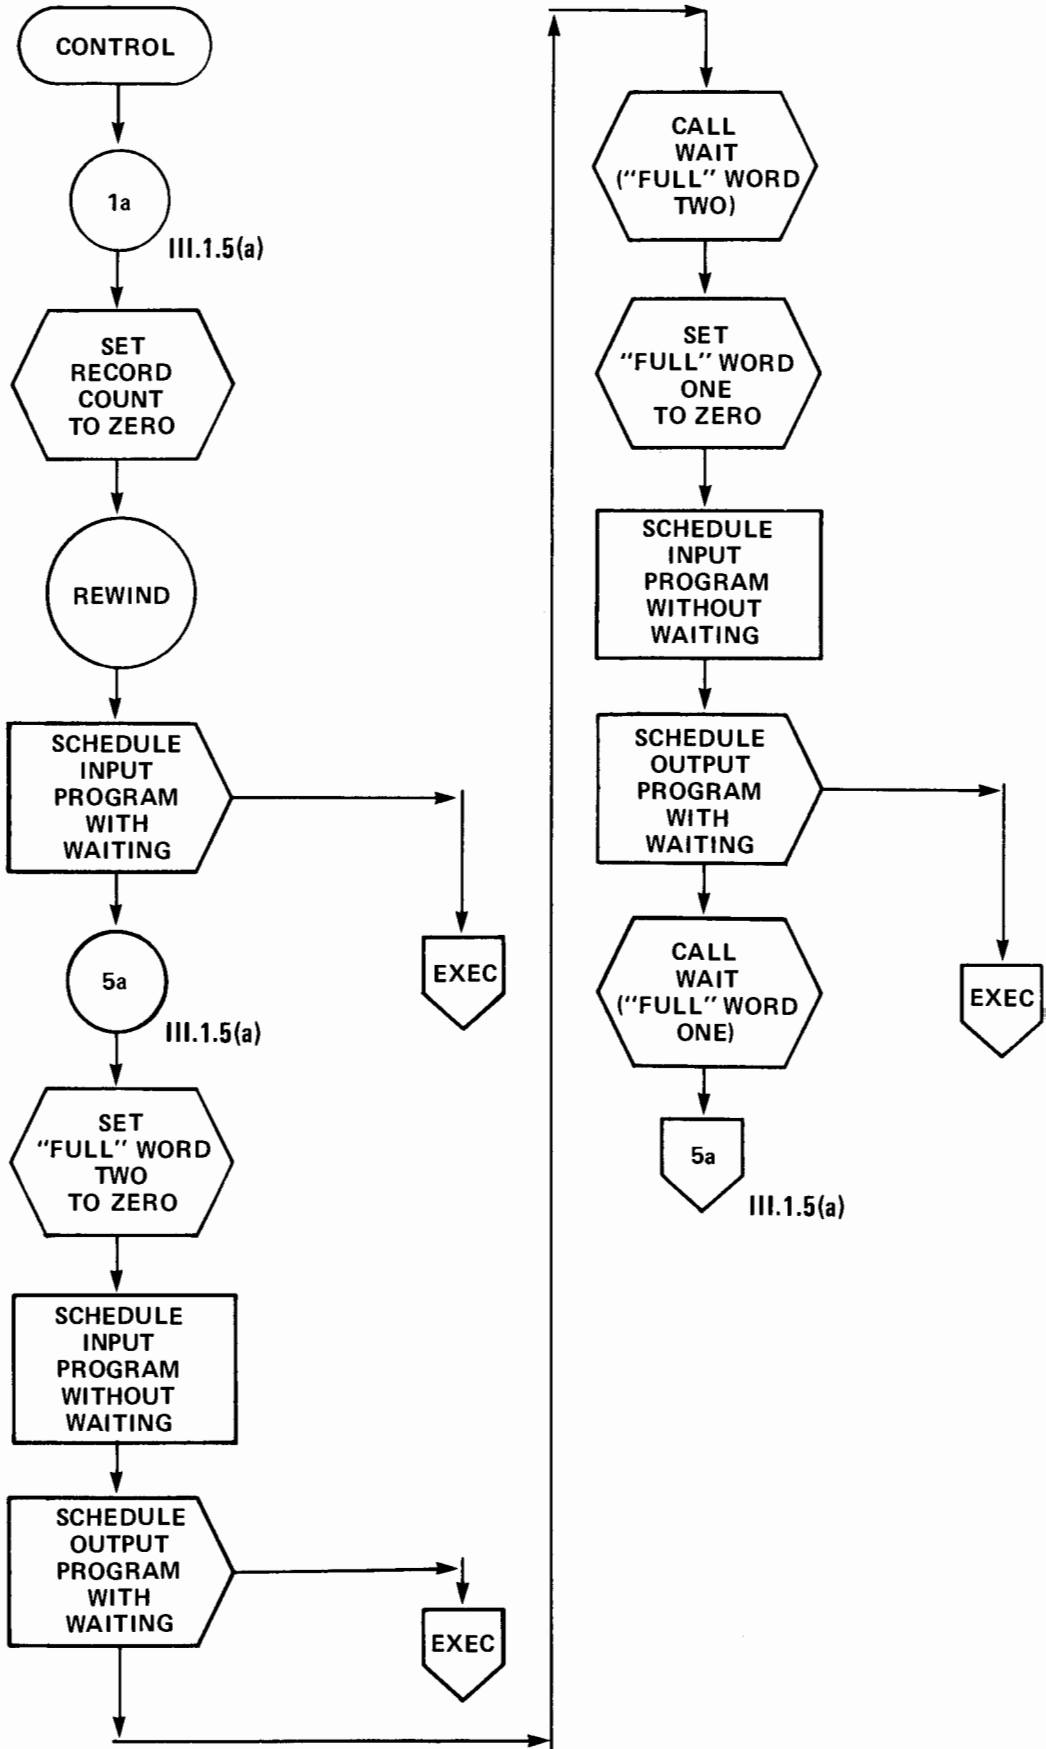 CONTROL
1a
III.1.5(a)
SET
RECORD
COUNT
TO ZERO
REWIND
SCHEDULE
INPUT
PROGRAM
WITH
WAITING
EXEC
5a
III.1.5(a)
SET
"FULL" WORD
TWO
TO ZERO
SCHEDULE
INPUT
PROGRAM
WITHOUT
WAITING
SCHEDULE
OUTPUT
PROGRAM
WITH
WAITING
EXEC
CALL
WAIT
("FULL" WORD
TWO)
SET
"FULL" WORD
ONE
TO ZERO
SCHEDULE
INPUT
PROGRAM
WITHOUT
WAITING
SCHEDULE
OUTPUT
PROGRAM
WITH
WAITING
EXEC
CALL
WAIT
("FULL" WORD
ONE)
5a
III.1.5(a)